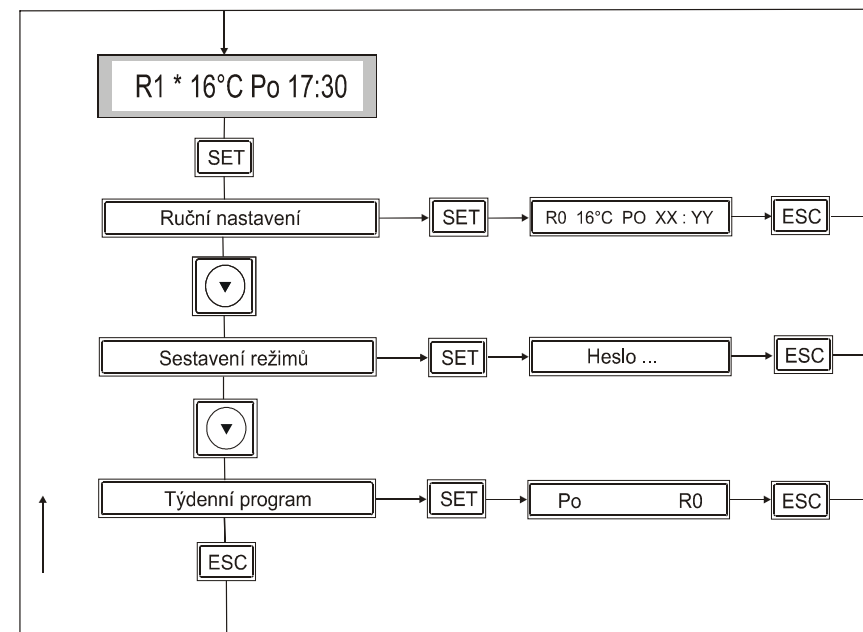 R1 * 16°C Po 17:30
SET
Ruční nastavení SET R0 16°C PO XX : YY ESC
Sestavení režimů SET Heslo ... ESC
Týdenní program SET Po R0 ESC
ESC